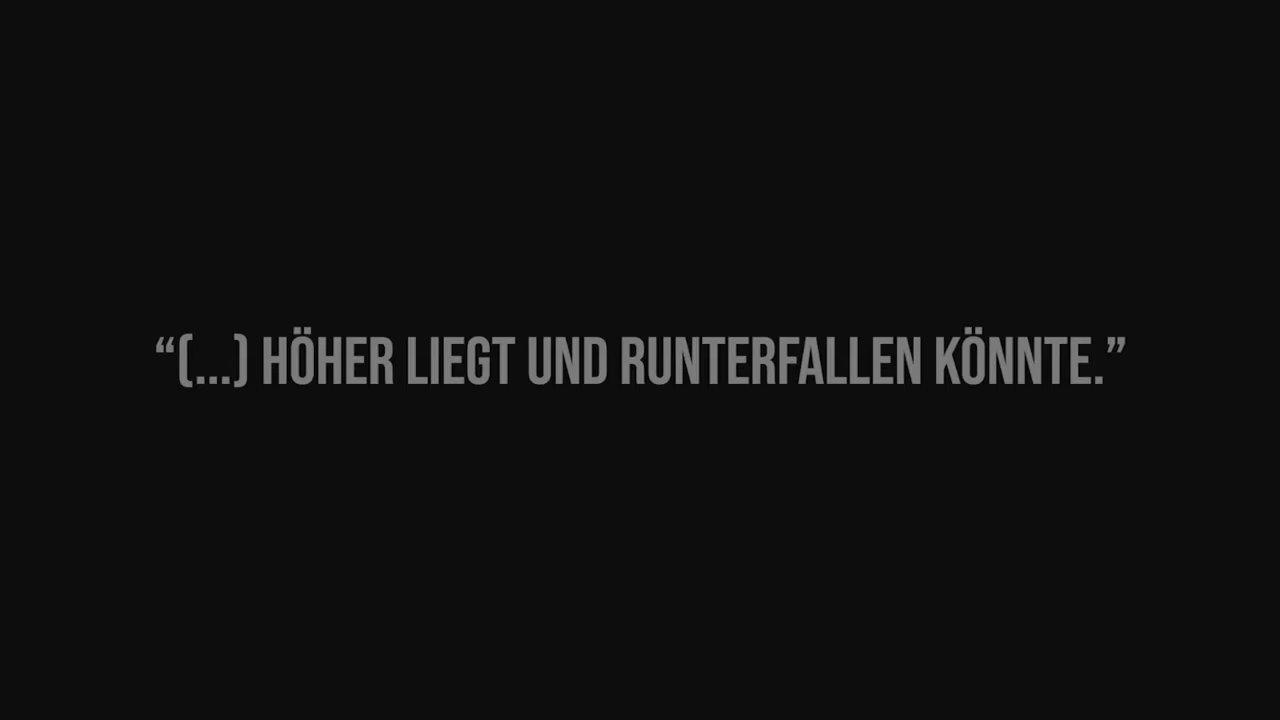 “(...) HÖHER LIEGT UND RUNTERFALLEN KÖNNTE.”